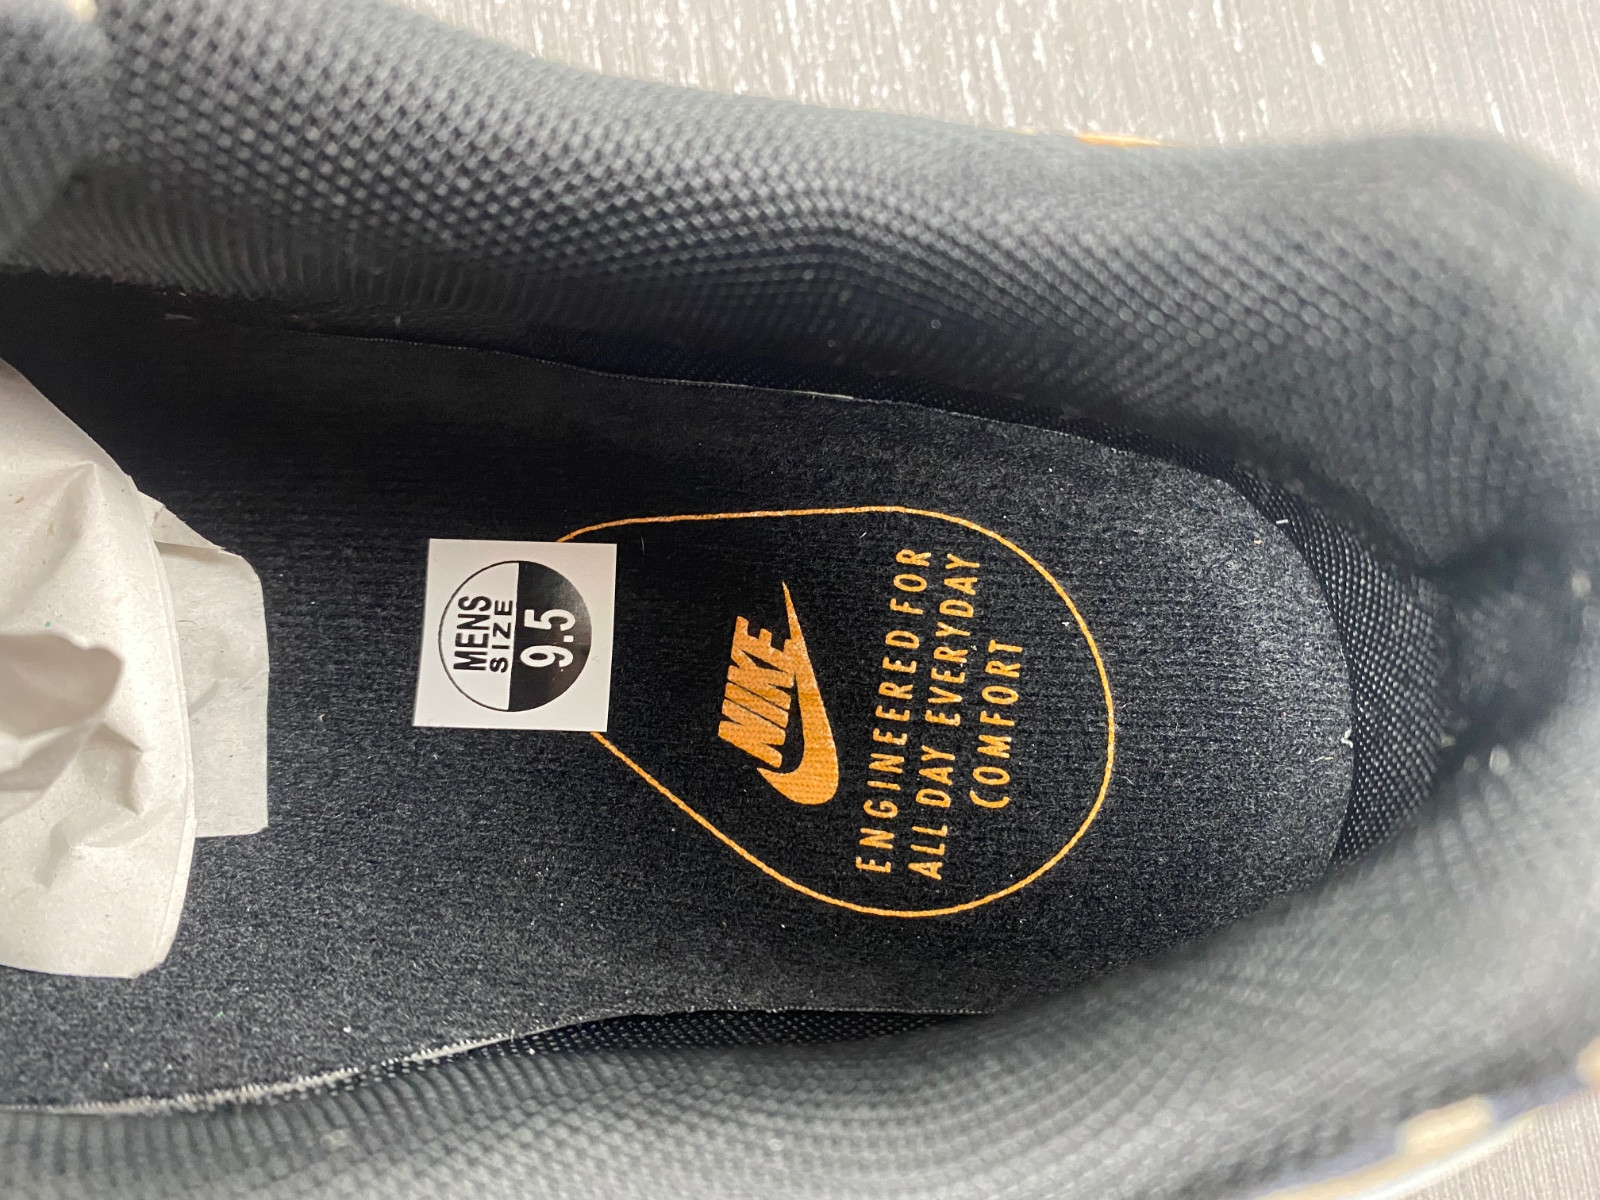 MENS
SIZE
9.5
NIKE
ENGINEERED FOR
ALL DAY EVERYDAY
COMFORT